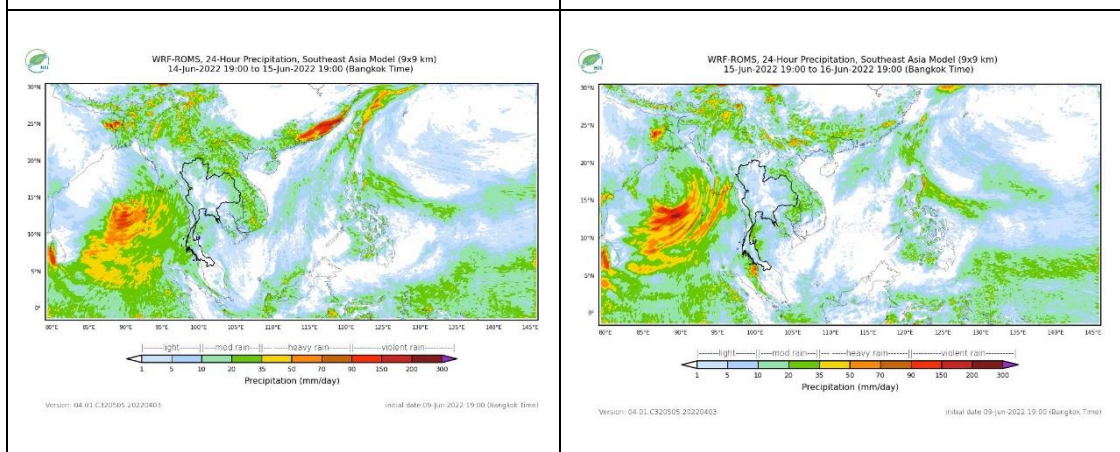 WRF-ROMS, 24-Hour Precipitation, Southeast Asia Model (9x9 km)
14-Jun-2022 19:00 to 15-Jun-2022 19:00 (Bangkok Time)
30°N
25°N
20°N
15°N
10°N
5°N
0°
80°E 85°E 90°E 95°E 100°E 105°E 110°E 115°E 120°E 125°E 130°E 135°E 140°E 145°E
|-------light-------||----mod.rain----||--- -----heavy rain--------||--------violent rain---------|
1 5 10 20 35 50 70 90 150 200 300
Precipitation (mm/day)
Version: 04.01.C320505.20220403 initial date 09-Jun-2022 19:00 (Bangkok Time)
WRF-ROMS, 24-Hour Precipitation, Southeast Asia Model (9x9 km)
15-Jun-2022 19:00 to 16-Jun-2022 19:00 (Bangkok Time)
30°N
25°N
20°N
15°N
10°N
5°N
0°
80°E 85°E 90°E 95°E 100°E 105°E 110°E 115°E 120°E 125°E 130°E 135°E 140°E 145°E
|-------light-------||----mod.rain----||--- -----heavy rain--------||--------violent rain---------|
1 5 10 20 35 50 70 90 150 200 300
Precipitation (mm/day)
Version: 04.01.C320505.20220403 initial date 09-Jun-2022 19:00 (Bangkok Time)